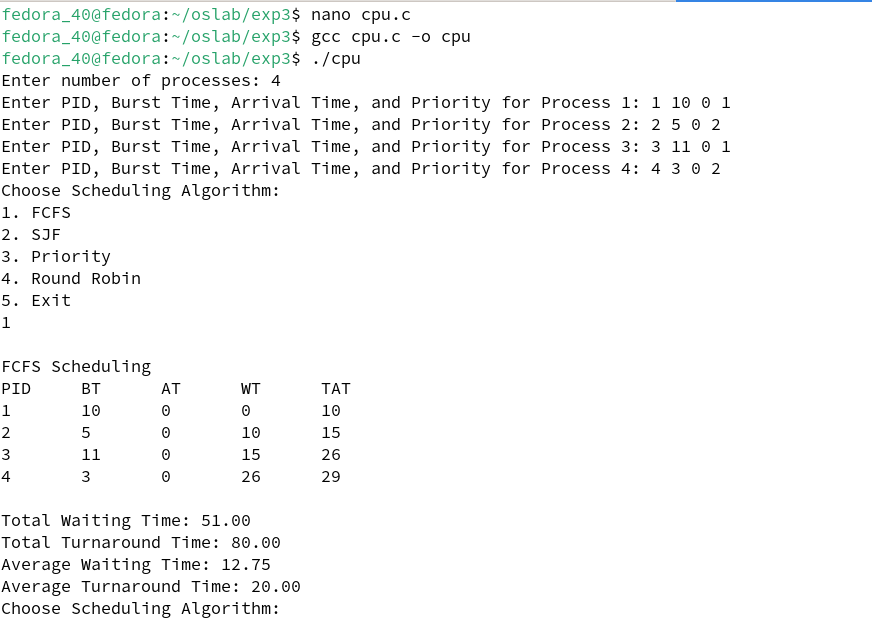 fedora_40@fedora:~/oslab/exp3$ nano cpu.c
fedora_40@fedora:~/oslab/exp3$ gcc cpu.c -o cpu
fedora_40@fedora:~/oslab/exp3$ ./cpu
Enter number of processes: 4
Enter PID, Burst Time, Arrival Time, and Priority for Process 1: 1 10 0 1
Enter PID, Burst Time, Arrival Time, and Priority for Process 2: 2 5 0 2
Enter PID, Burst Time, Arrival Time, and Priority for Process 3: 3 11 0 1
Enter PID, Burst Time, Arrival Time, and Priority for Process 4: 4 3 0 2
Choose Scheduling Algorithm:
1. FCFS
2. SJF
3. Priority
4. Round Robin
5. Exit
1
FCFS Scheduling
PID     BT      AT      WT      TAT
1       10      0       0       10
2       5       0       10      15
3       11      0       15      26
4       3       0       26      29
Total Waiting Time: 51.00
Total Turnaround Time: 80.00
Average Waiting Time: 12.75
Average Turnaround Time: 20.00
Choose Scheduling Algorithm: